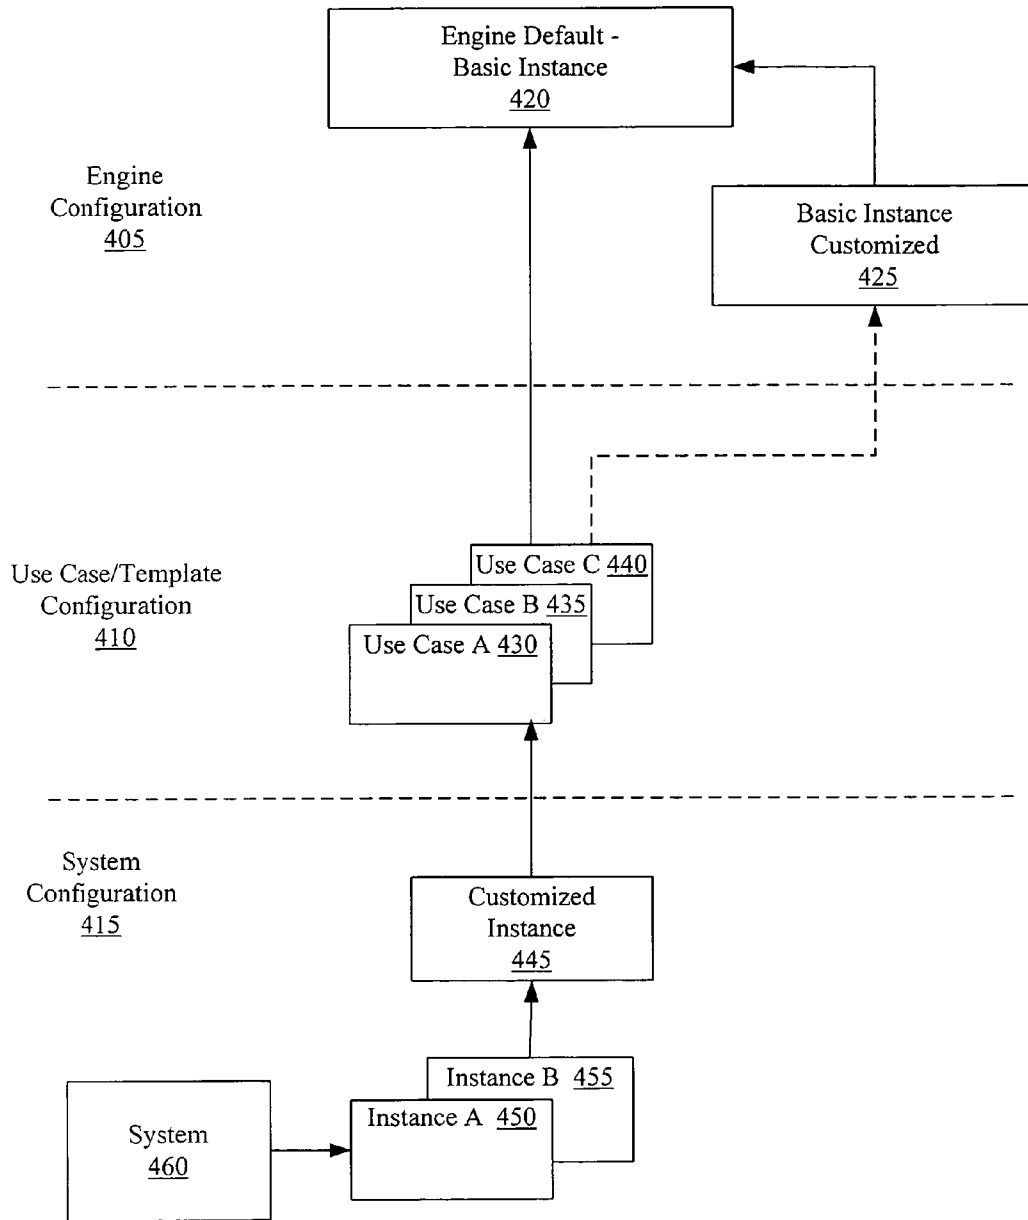 Engine Default -
Basic Instance
420
Engine
Configuration
405
Basic Instance
Customized
425
Use Case/Template
Configuration
410
Use Case C 440
Use Case B 435
Use Case A 430
System
Configuration
415
Customized
Instance
445
Instance B 455
Instance A 450
System
460